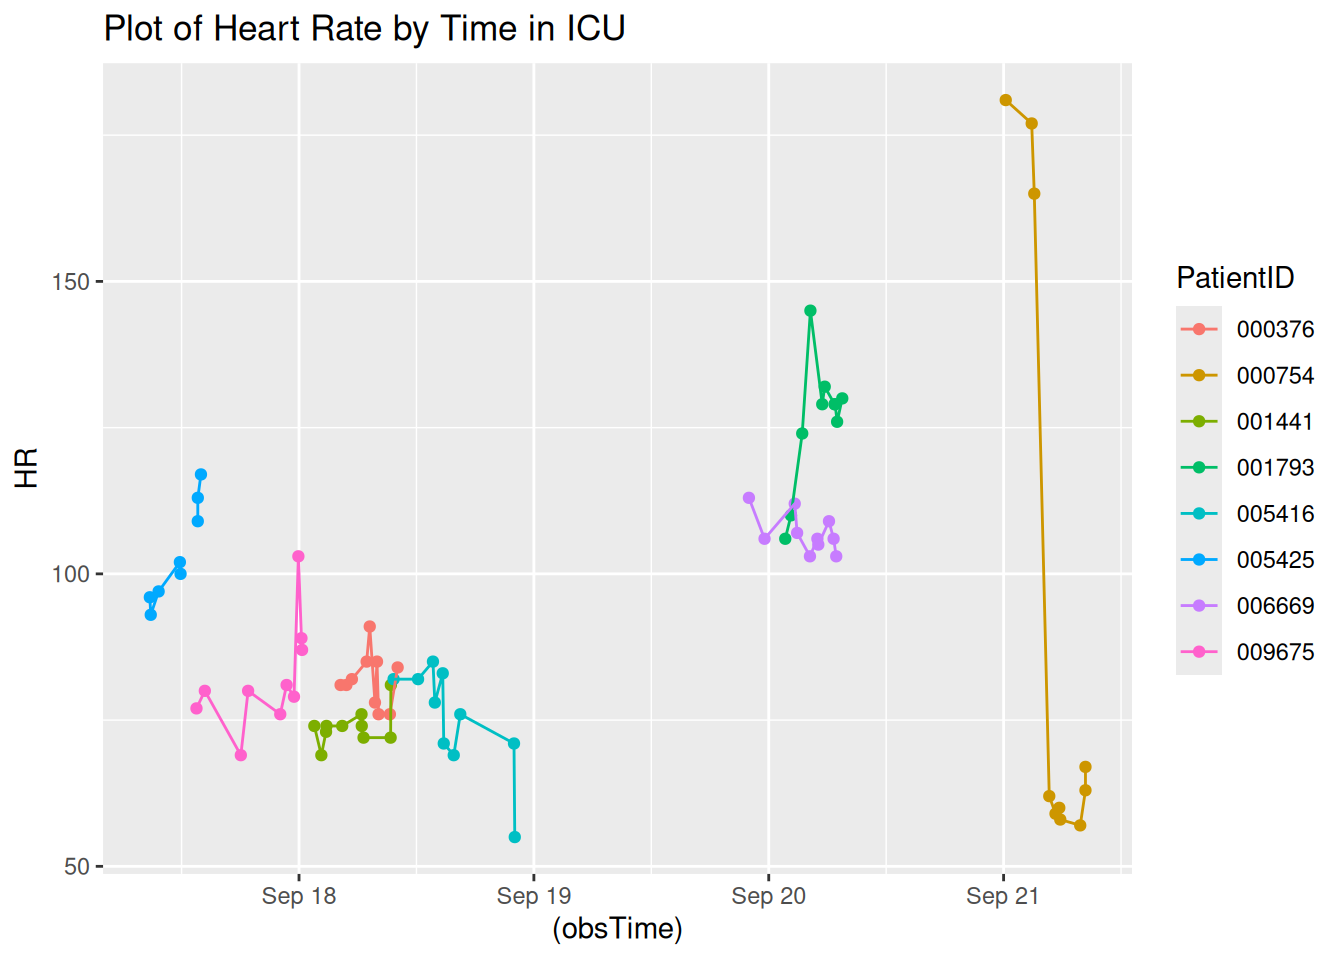 Plot of Heart Rate by Time in ICU
HR
150
100
50
Sep 18
Sep 19
Sep 20
Sep 21
(obsTime)
PatientID
000376
000754
001441
001793
005416
005425
006669
009675